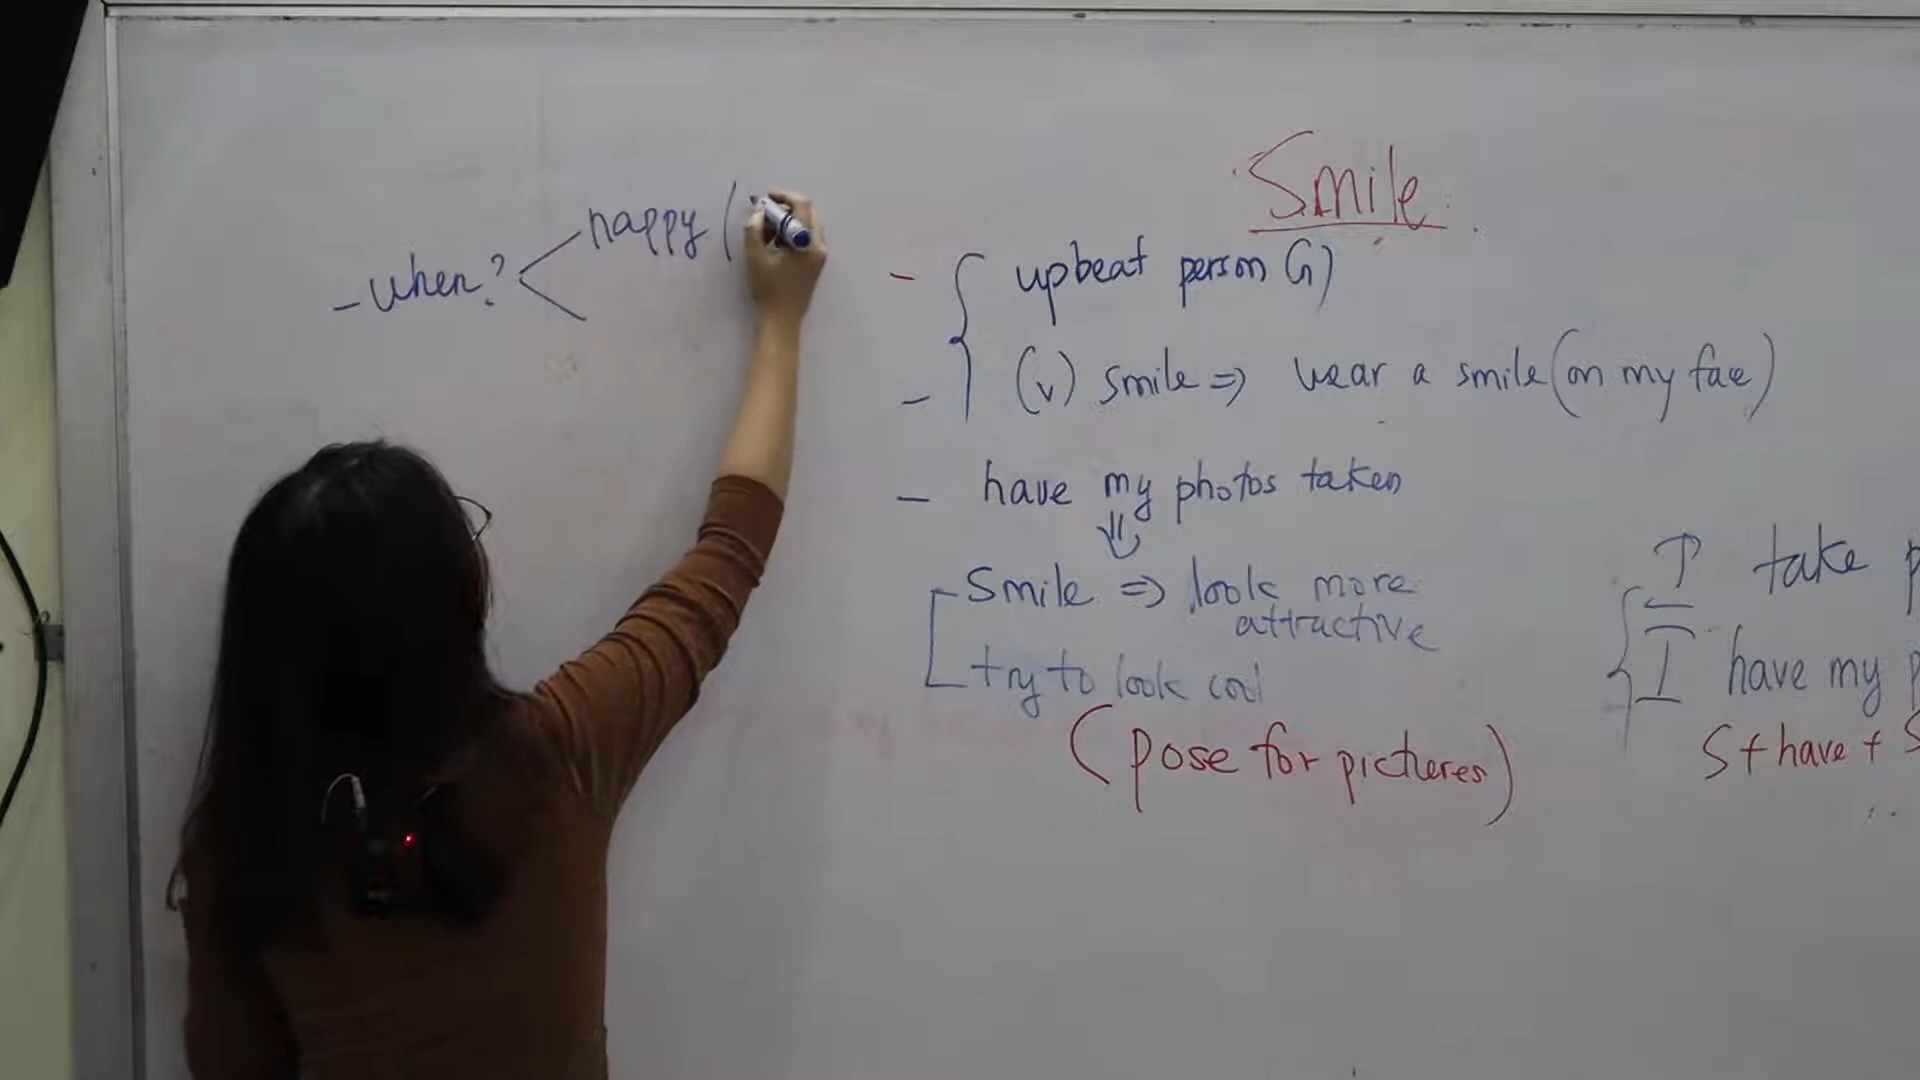 Smile
- when? happy (
- upbeat person (n)
- (v) smile => wear a smile (on my face)
- have my photos taken
Smile => look more
attractive
try to look cool
(pose for pictures)
take
I have my
S + have +